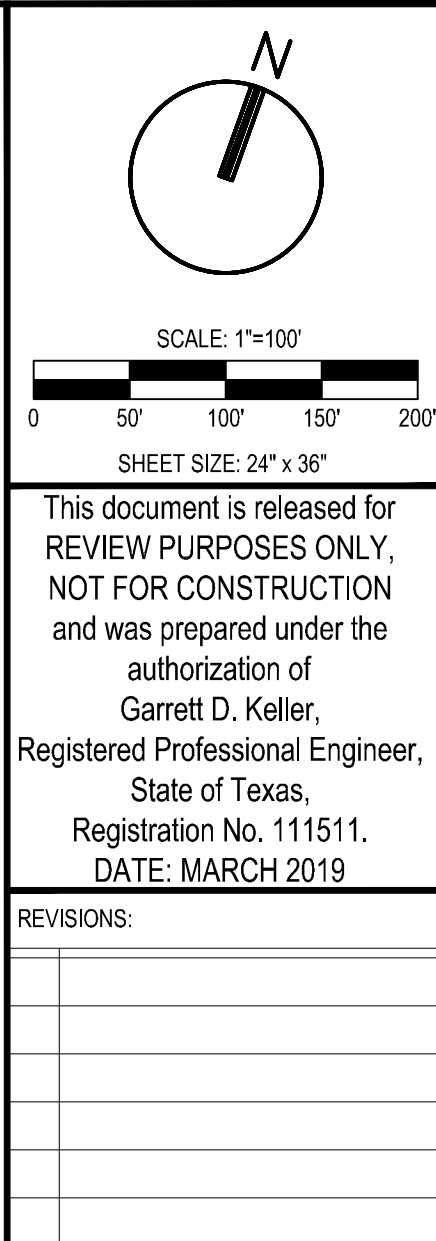 N
SCALE: 1"=100'
0 50' 100' 150' 200'
SHEET SIZE: 24" x 36"
This document is released for
REVIEW PURPOSES ONLY,
NOT FOR CONSTRUCTION
and was prepared under the
authorization of
Garrett D. Keller,
Registered Professional Engineer,
State of Texas,
Registration No. 111511.
DATE: MARCH 2019
REVISIONS: